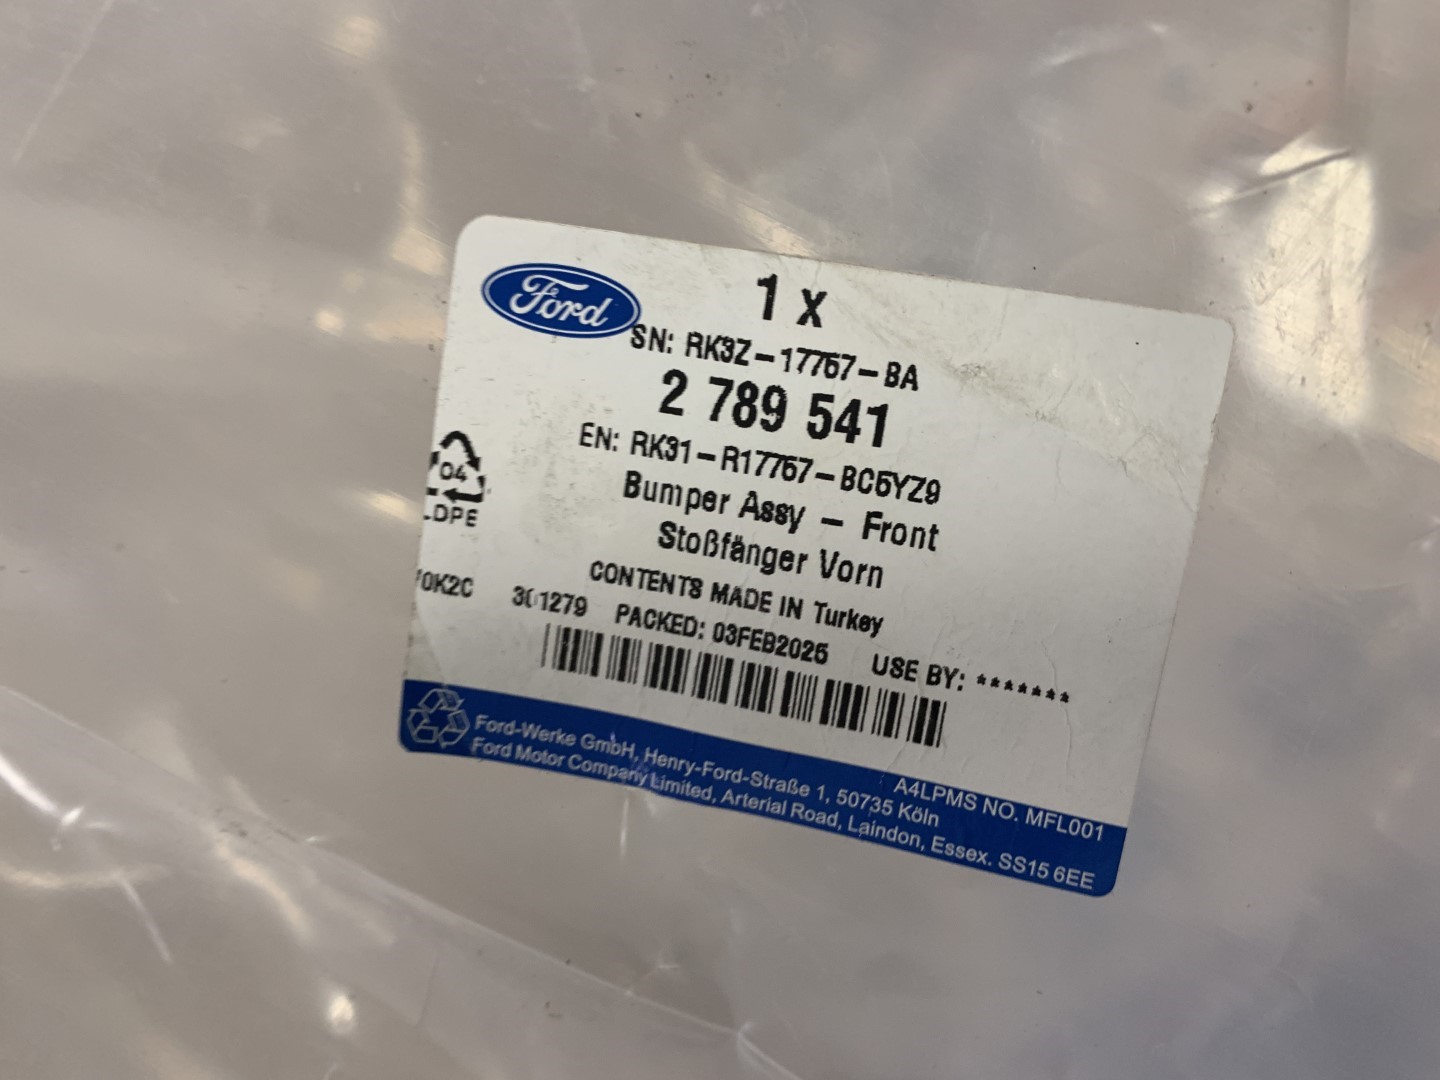 Ford
1 x
SN: RK3Z-17757-BA
2 789 541
EN: RK31-R17757-BC5YZ9
Bumper Assy - Front
Stoßfänger Vorn
04
LDPE
CONTENTS MADE IN Turkey
0K2C 301279 PACKED: 03FEB2025 USE BY: *******
A4LPMS NO. MFL001
Ford-Werke GmbH, Henry-Ford-Straße 1, 50735 Köln
Ford Motor Company Limited, Arterial Road, Laindon, Essex. SS15 6EE